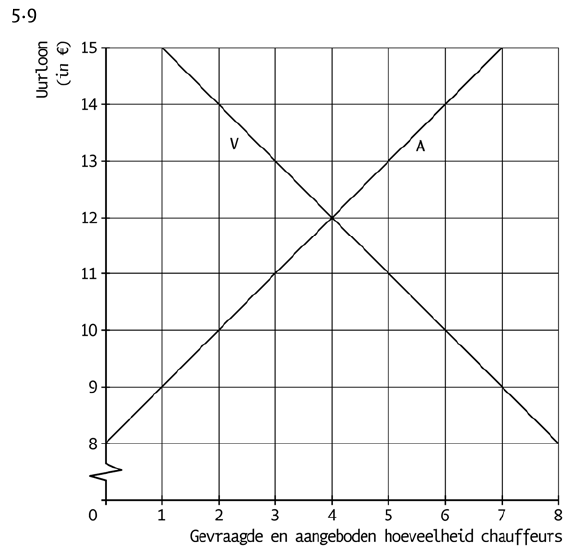 5.9
Uurloon
(in €)
15
14
13
12
11
10
9
8
V
A
0 1 2 3 4 5 6 7 8
Gevraagde en aangeboden hoeveelheid chauffeurs